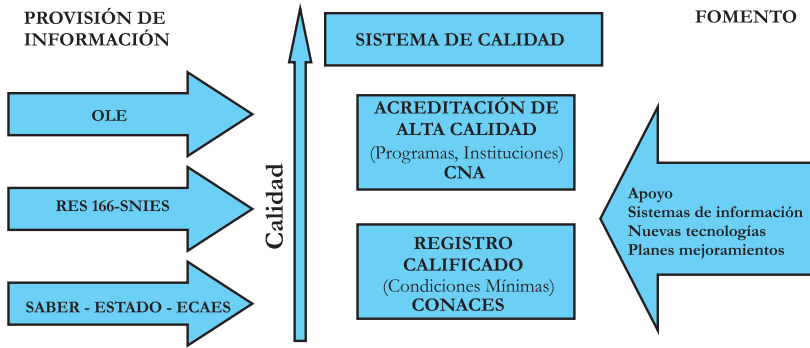 PROVISIÓN DE
INFORMACIÓN
OLE
RES 166-SNIES
SABER - ESTADO - ECAES
Calidad
SISTEMA DE CALIDAD
ACREDITACIÓN DE
ALTA CALIDAD
(Programas, Instituciones)
CNA
REGISTRO
CALIFICADO
(Condiciones Mínimas)
CONACES
FOMENTO
Apoyo
Sistemas de información
Nuevas tecnologías
Planes mejoramientos